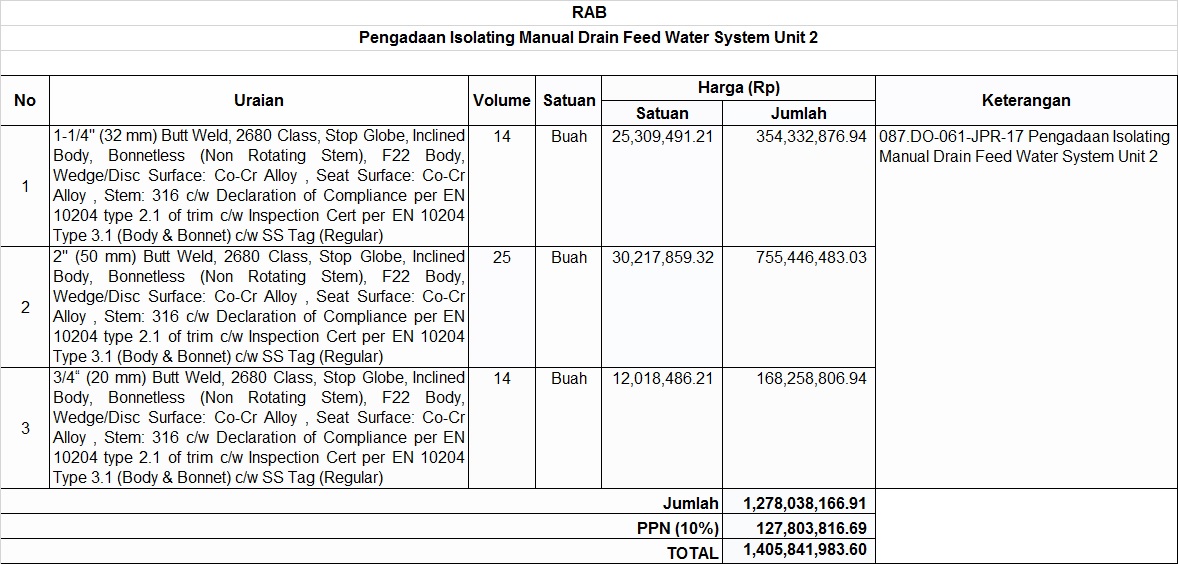 RAB
Pengadaan Isolating Manual Drain Feed Water System Unit 2
No Uraian Volume Satuan Harga (Rp) Keterangan
Satuan Jumlah
1 1-1/4" (32 mm) Butt Weld, 2680 Class, Stop Globe, Inclined 14 Buah 25,309,491.21 354,332,876.94 087.DO-061-JPR-17 Pengadaan Isolating
Body, Bonnetless (Non Rotating Stem), F22 Body, Manual Drain Feed Water System Unit 2
Wedge/Disc Surface: Co-Cr Alloy , Seat Surface: Co-Cr
Alloy , Stem: 316 c/w Declaration of Compliance per EN
10204 type 2.1 of trim c/w Inspection Cert per EN 10204
Type 3.1 (Body & Bonnet) c/w SS Tag (Regular)
2 2" (50 mm) Butt Weld, 2680 Class, Stop Globe, Inclined 25 Buah 30,217,859.32 755,446,483.03
Body, Bonnetless (Non Rotating Stem), F22 Body,
Wedge/Disc Surface: Co-Cr Alloy , Seat Surface: Co-Cr
Alloy , Stem: 316 c/w Declaration of Compliance per EN
10204 type 2.1 of trim c/w Inspection Cert per EN 10204
Type 3.1 (Body & Bonnet) c/w SS Tag (Regular)
3 3/4“ (20 mm) Butt Weld, 2680 Class, Stop Globe, Inclined 14 Buah 12,018,486.21 168,258,806.94
Body, Bonnetless (Non Rotating Stem), F22 Body,
Wedge/Disc Surface: Co-Cr Alloy , Seat Surface: Co-Cr
Alloy , Stem: 316 c/w Declaration of Compliance per EN
10204 type 2.1 of trim c/w Inspection Cert per EN 10204
Type 3.1 (Body & Bonnet) c/w SS Tag (Regular)
Jumlah 1,278,038,166.91
PPN (10%) 127,803,816.69
TOTAL 1,405,841,983.60